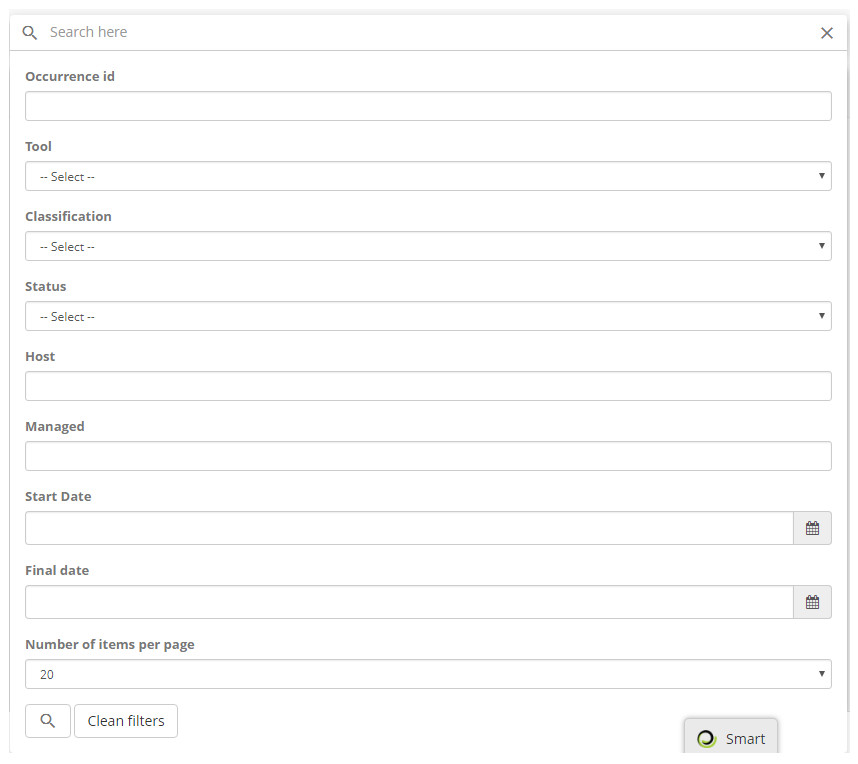 Search here
Occurrence id
Tool
-- Select --
Classification
-- Select --
Status
-- Select --
Host
Managed
Start Date
Final date
Number of items per page
20
Clean filters
Smart